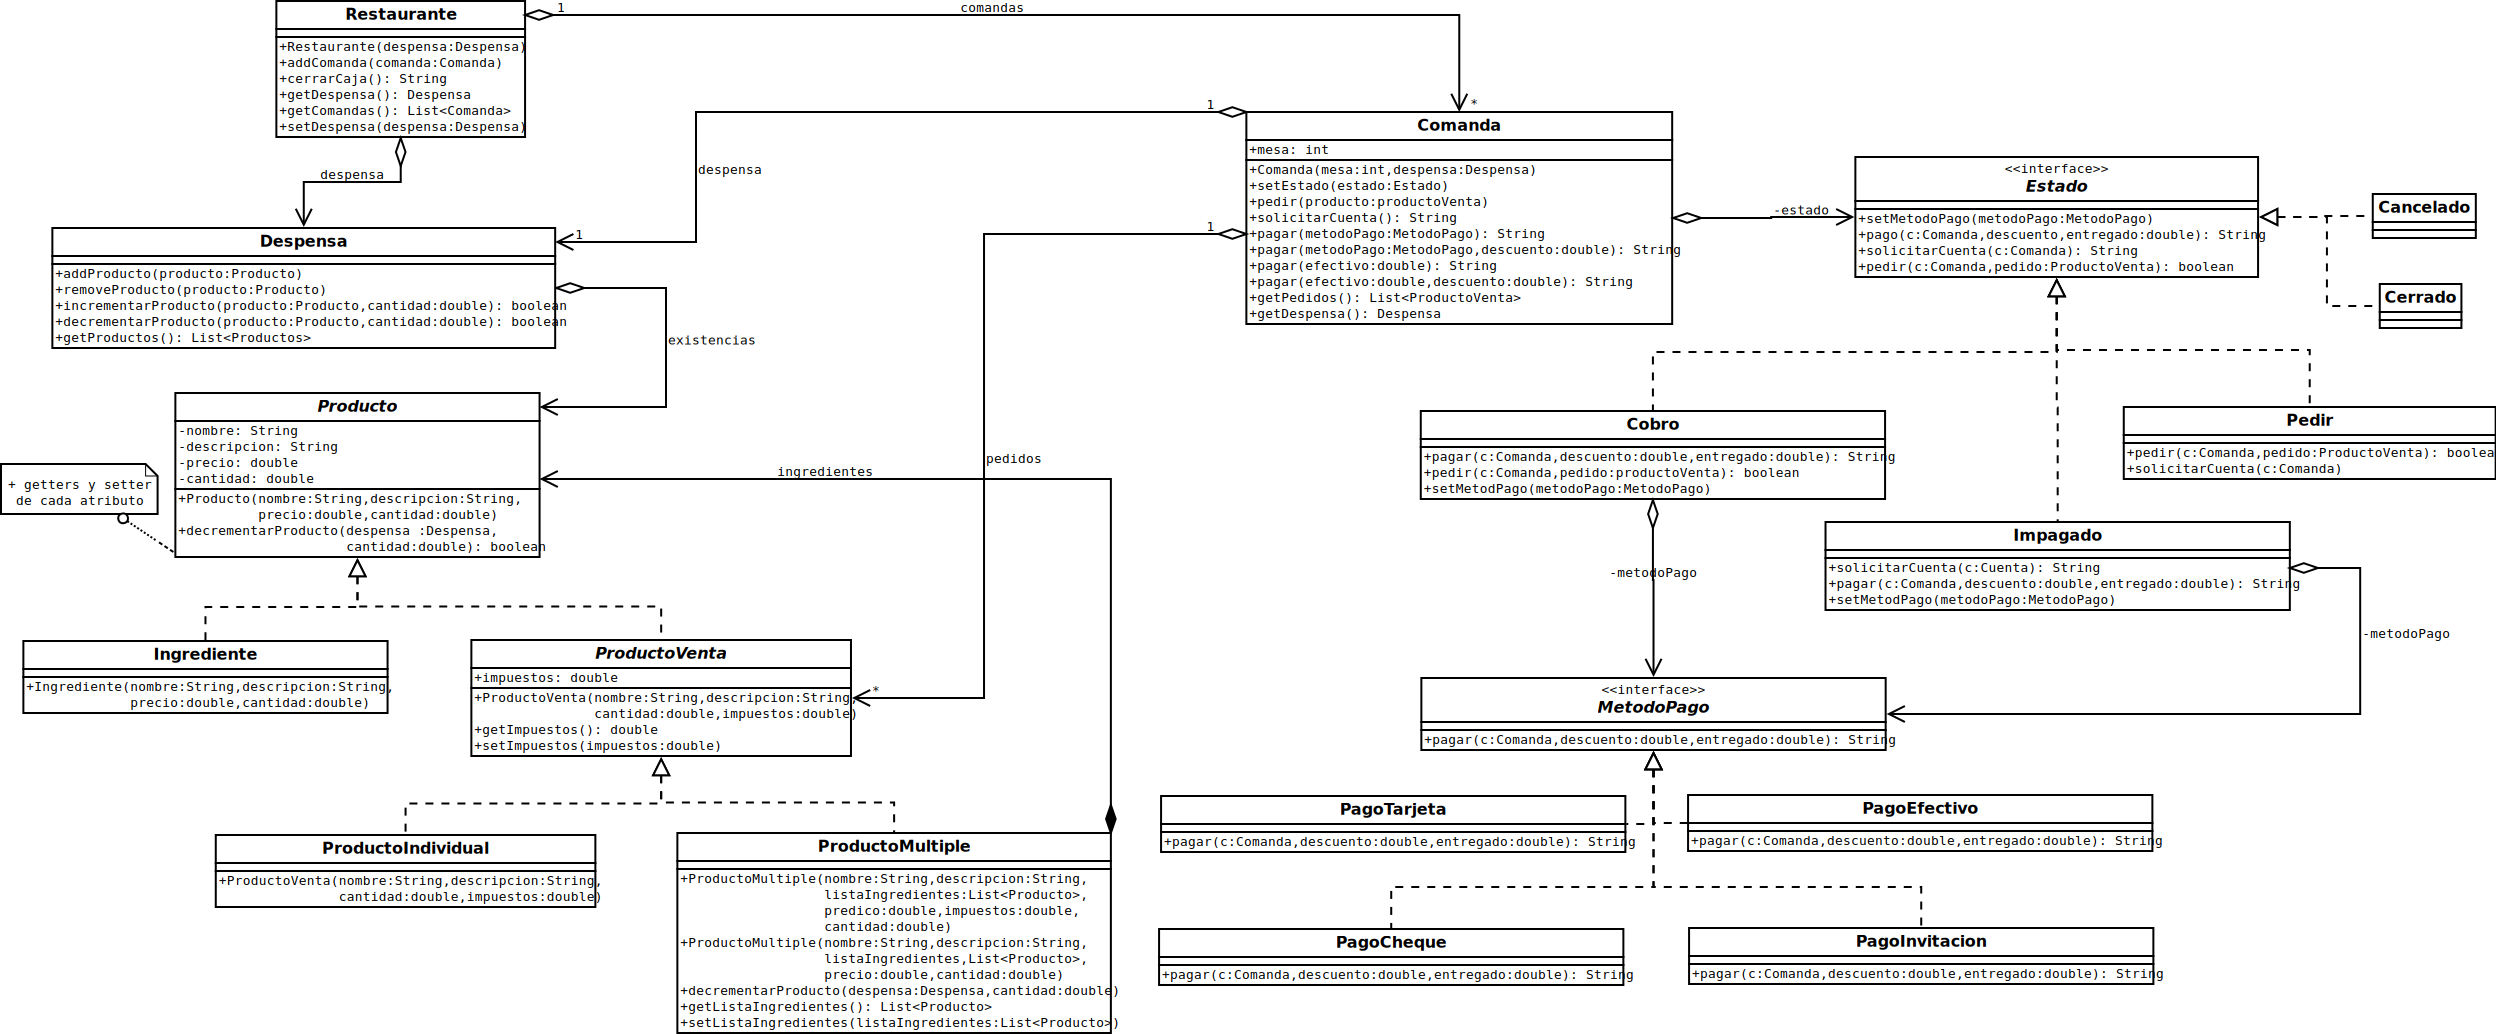 Restaurante
+Restaurante(despensa:Despensa)
+addComanda(comanda:Comanda)
+cerrarCaja(): String
+getDespensa(): Despensa
+getComandas(): List<Comanda>
+setDespensa(despensa:Despensa)
1
comandas
*
despensa
1
despensa
1
Despensa
+addProducto(producto:Producto)
+removeProducto(producto:Producto)
+incrementarProducto(producto:Producto,cantidad:double): boolean
+decrementarProducto(producto:Producto,cantidad:double): boolean
+getProductos(): List<Productos>
existencias
Comanda
+mesa: int
+Comanda(mesa:int,despensa:Despensa)
+setEstado(estado:Estado)
+pedir(producto:productoVenta)
+solicitarCuenta(): String
+pagar(metodoPago:MetodoPago): String
+pagar(metodoPago:MetodoPago,descuento:double): String
+pagar(efectivo:double): String
+pagar(efectivo:double,descuento:double): String
+getPedidos(): List<ProductoVenta>
+getDespensa(): Despensa
1
-estado
<<interface>>
Estado
+setMetodoPago(metodoPago:MetodoPago)
+pago(c:Comanda,descuento,entregado:double): String
+solicitarCuenta(c:Comanda): String
+pedir(c:Comanda,pedido:ProductoVenta): boolean
Cancelado
Cerrado
Producto
-nombre: String
-descripcion: String
-precio: double
-cantidad: double
+Producto(nombre:String,descripcion:String,
precio:double,cantidad:double)
+decrementarProducto(despensa :Despensa,
cantidad:double): boolean
+ getters y setter
de cada atributo
ingredientes
pedidos
*
Cobro
+pagar(c:Comanda,descuento:double,entregado:double): String
+pedir(c:Comanda,pedido:productoVenta): boolean
+setMetodPago(metodoPago:MetodoPago)
Pedir
+pedir(c:Comanda,pedido:ProductoVenta): boolea
+solicitarCuenta(c:Comanda)
-metodoPago
Impagado
+solicitarCuenta(c:Cuenta): String
+pagar(c:Comanda,descuento:double,entregado:double): String
+setMetodPago(metodoPago:MetodoPago)
-metodoPago
Ingrediente
+Ingrediente(nombre:String,descripcion:String,
precio:double,cantidad:double)
ProductoVenta
+impuestos: double
+ProductoVenta(nombre:String,descripcion:String,
cantidad:double,impuestos:double)
+getImpuestos(): double
+setImpuestos(impuestos:double)
<<interface>>
MetodoPago
+pagar(c:Comanda,descuento:double,entregado:double): String
PagoTarjeta
+pagar(c:Comanda,descuento:double,entregado:double): String
PagoEfectivo
+pagar(c:Comanda,descuento:double,entregado:double): String
ProductoIndividual
+ProductoVenta(nombre:String,descripcion:String,
cantidad:double,impuestos:double)
ProductoMultiple
+ProductoMultiple(nombre:String,descripcion:String,
listaIngredientes:List<Producto>,
predico:double,impuestos:double,
cantidad:double)
+ProductoMultiple(nombre:String,descripcion:String,
listaIngredientes,List<Producto>,
precio:double,cantidad:double)
+decrementarProducto(despensa:Despensa,cantidad:double)
+getListaIngredientes(): List<Producto>
+setListaIngredientes(listaIngredientes:List<Producto>)
PagoCheque
+pagar(c:Comanda,descuento:double,entregado:double): String
PagoInvitacion
+pagar(c:Comanda,descuento:double,entregado:double): String